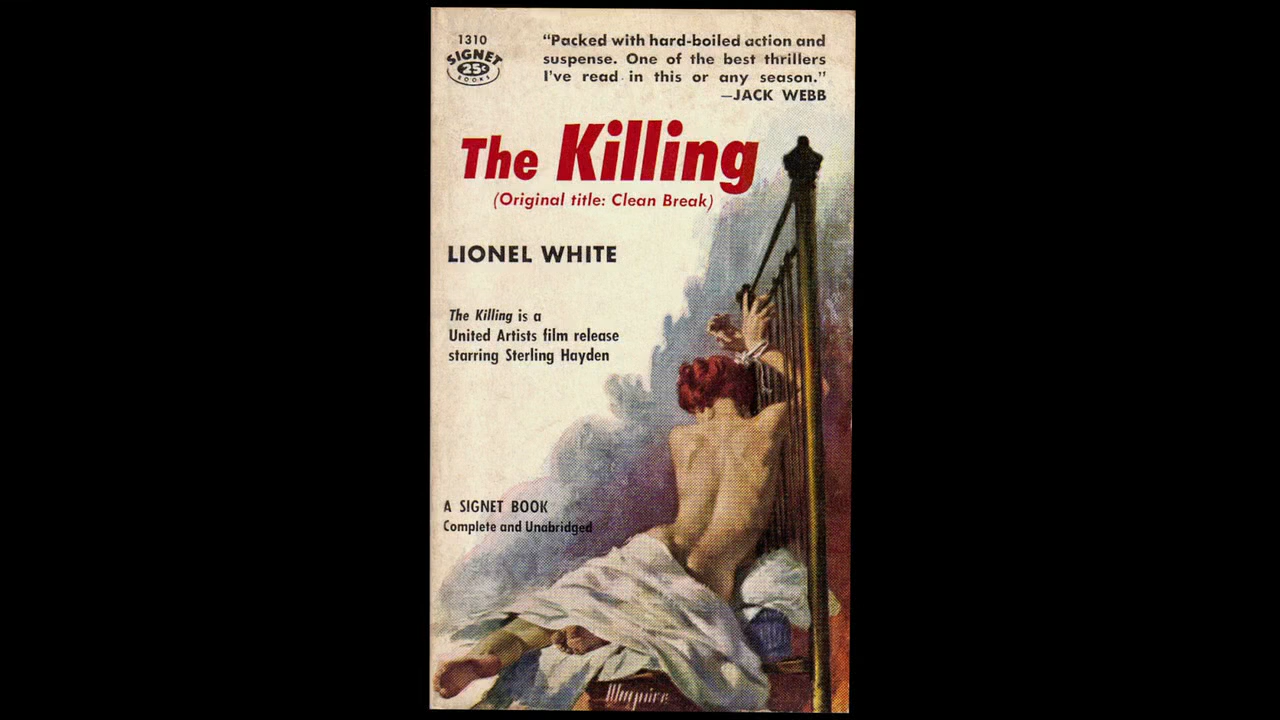 1310
SIGNET
25¢
BOOKS
"Packed with hard-boiled action and
suspense. One of the best thrillers
I've read in this or any season."
—JACK WEBB
The Killing
(Original title: Clean Break)
LIONEL WHITE
The Killing is a
United Artists film release
starring Sterling Hayden
A SIGNET BOOK
Complete and Unabridged
Maguire